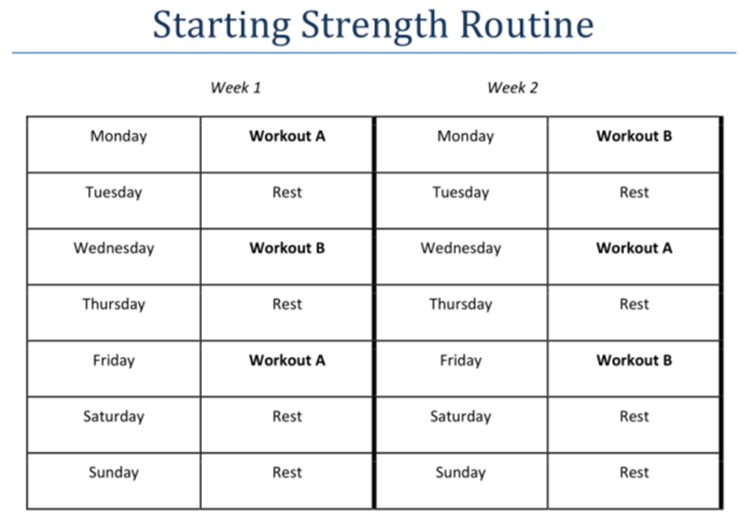 Starting Strength Routine
Week 1 Week 2
Monday Workout A Monday Workout B
Tuesday Rest Tuesday Rest
Wednesday Workout B Wednesday Workout A
Thursday Rest Thursday Rest
Friday Workout A Friday Workout B
Saturday Rest Saturday Rest
Sunday Rest Sunday Rest